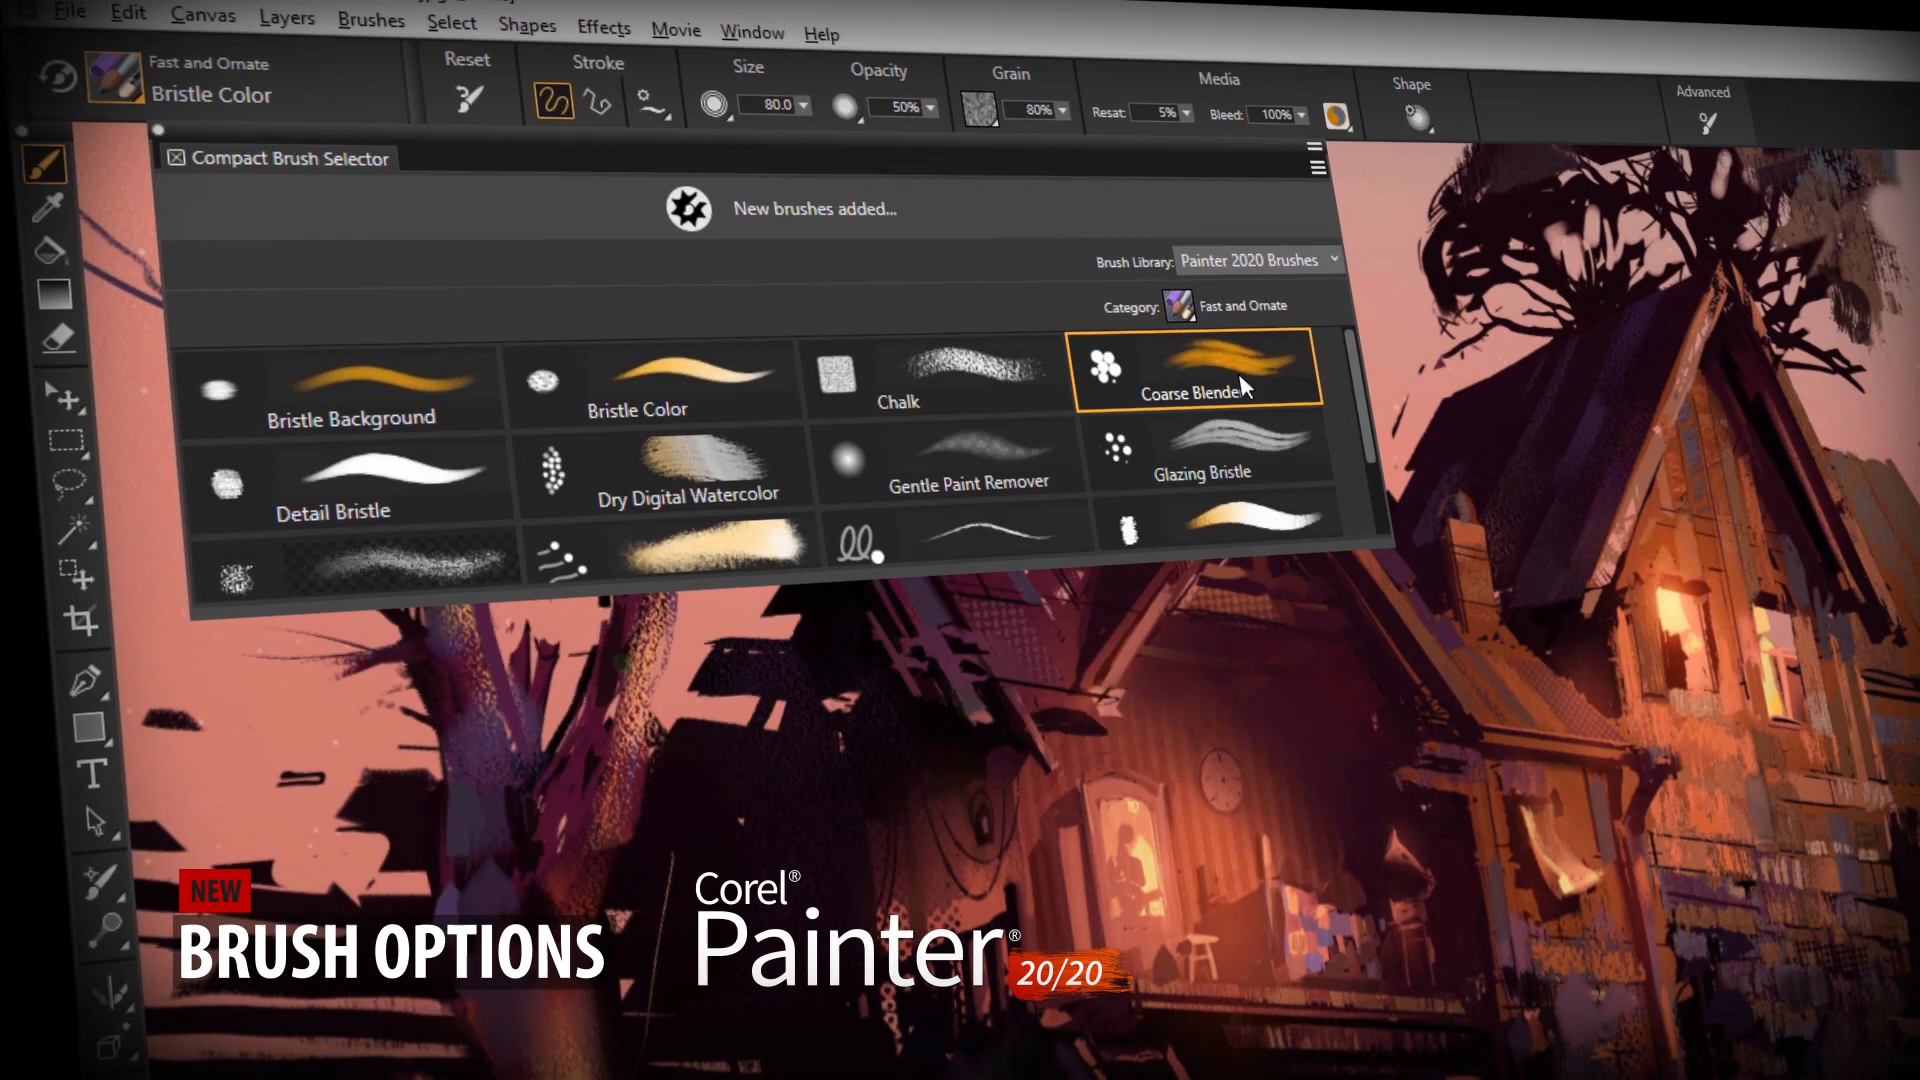 File Edit Canvas Layers Brushes Select Shapes Effects Movie Window Help
Fast and Ornate
Bristle Color
Reset
Stroke
Size
80.0
Opacity
50%
Grain
80%
Media
Resat: 5% Bleed: 100%
Shape
Advanced
Compact Brush Selector
New brushes added...
Brush Library: Painter 2020 Brushes
Category: Fast and Ornate
Bristle Background
Bristle Color
Chalk
Coarse Blende
Detail Bristle
Dry Digital Watercolor
Gentle Paint Remover
Glazing Bristle
NEW
BRUSH OPTIONS
Corel®
Painter®
20/20